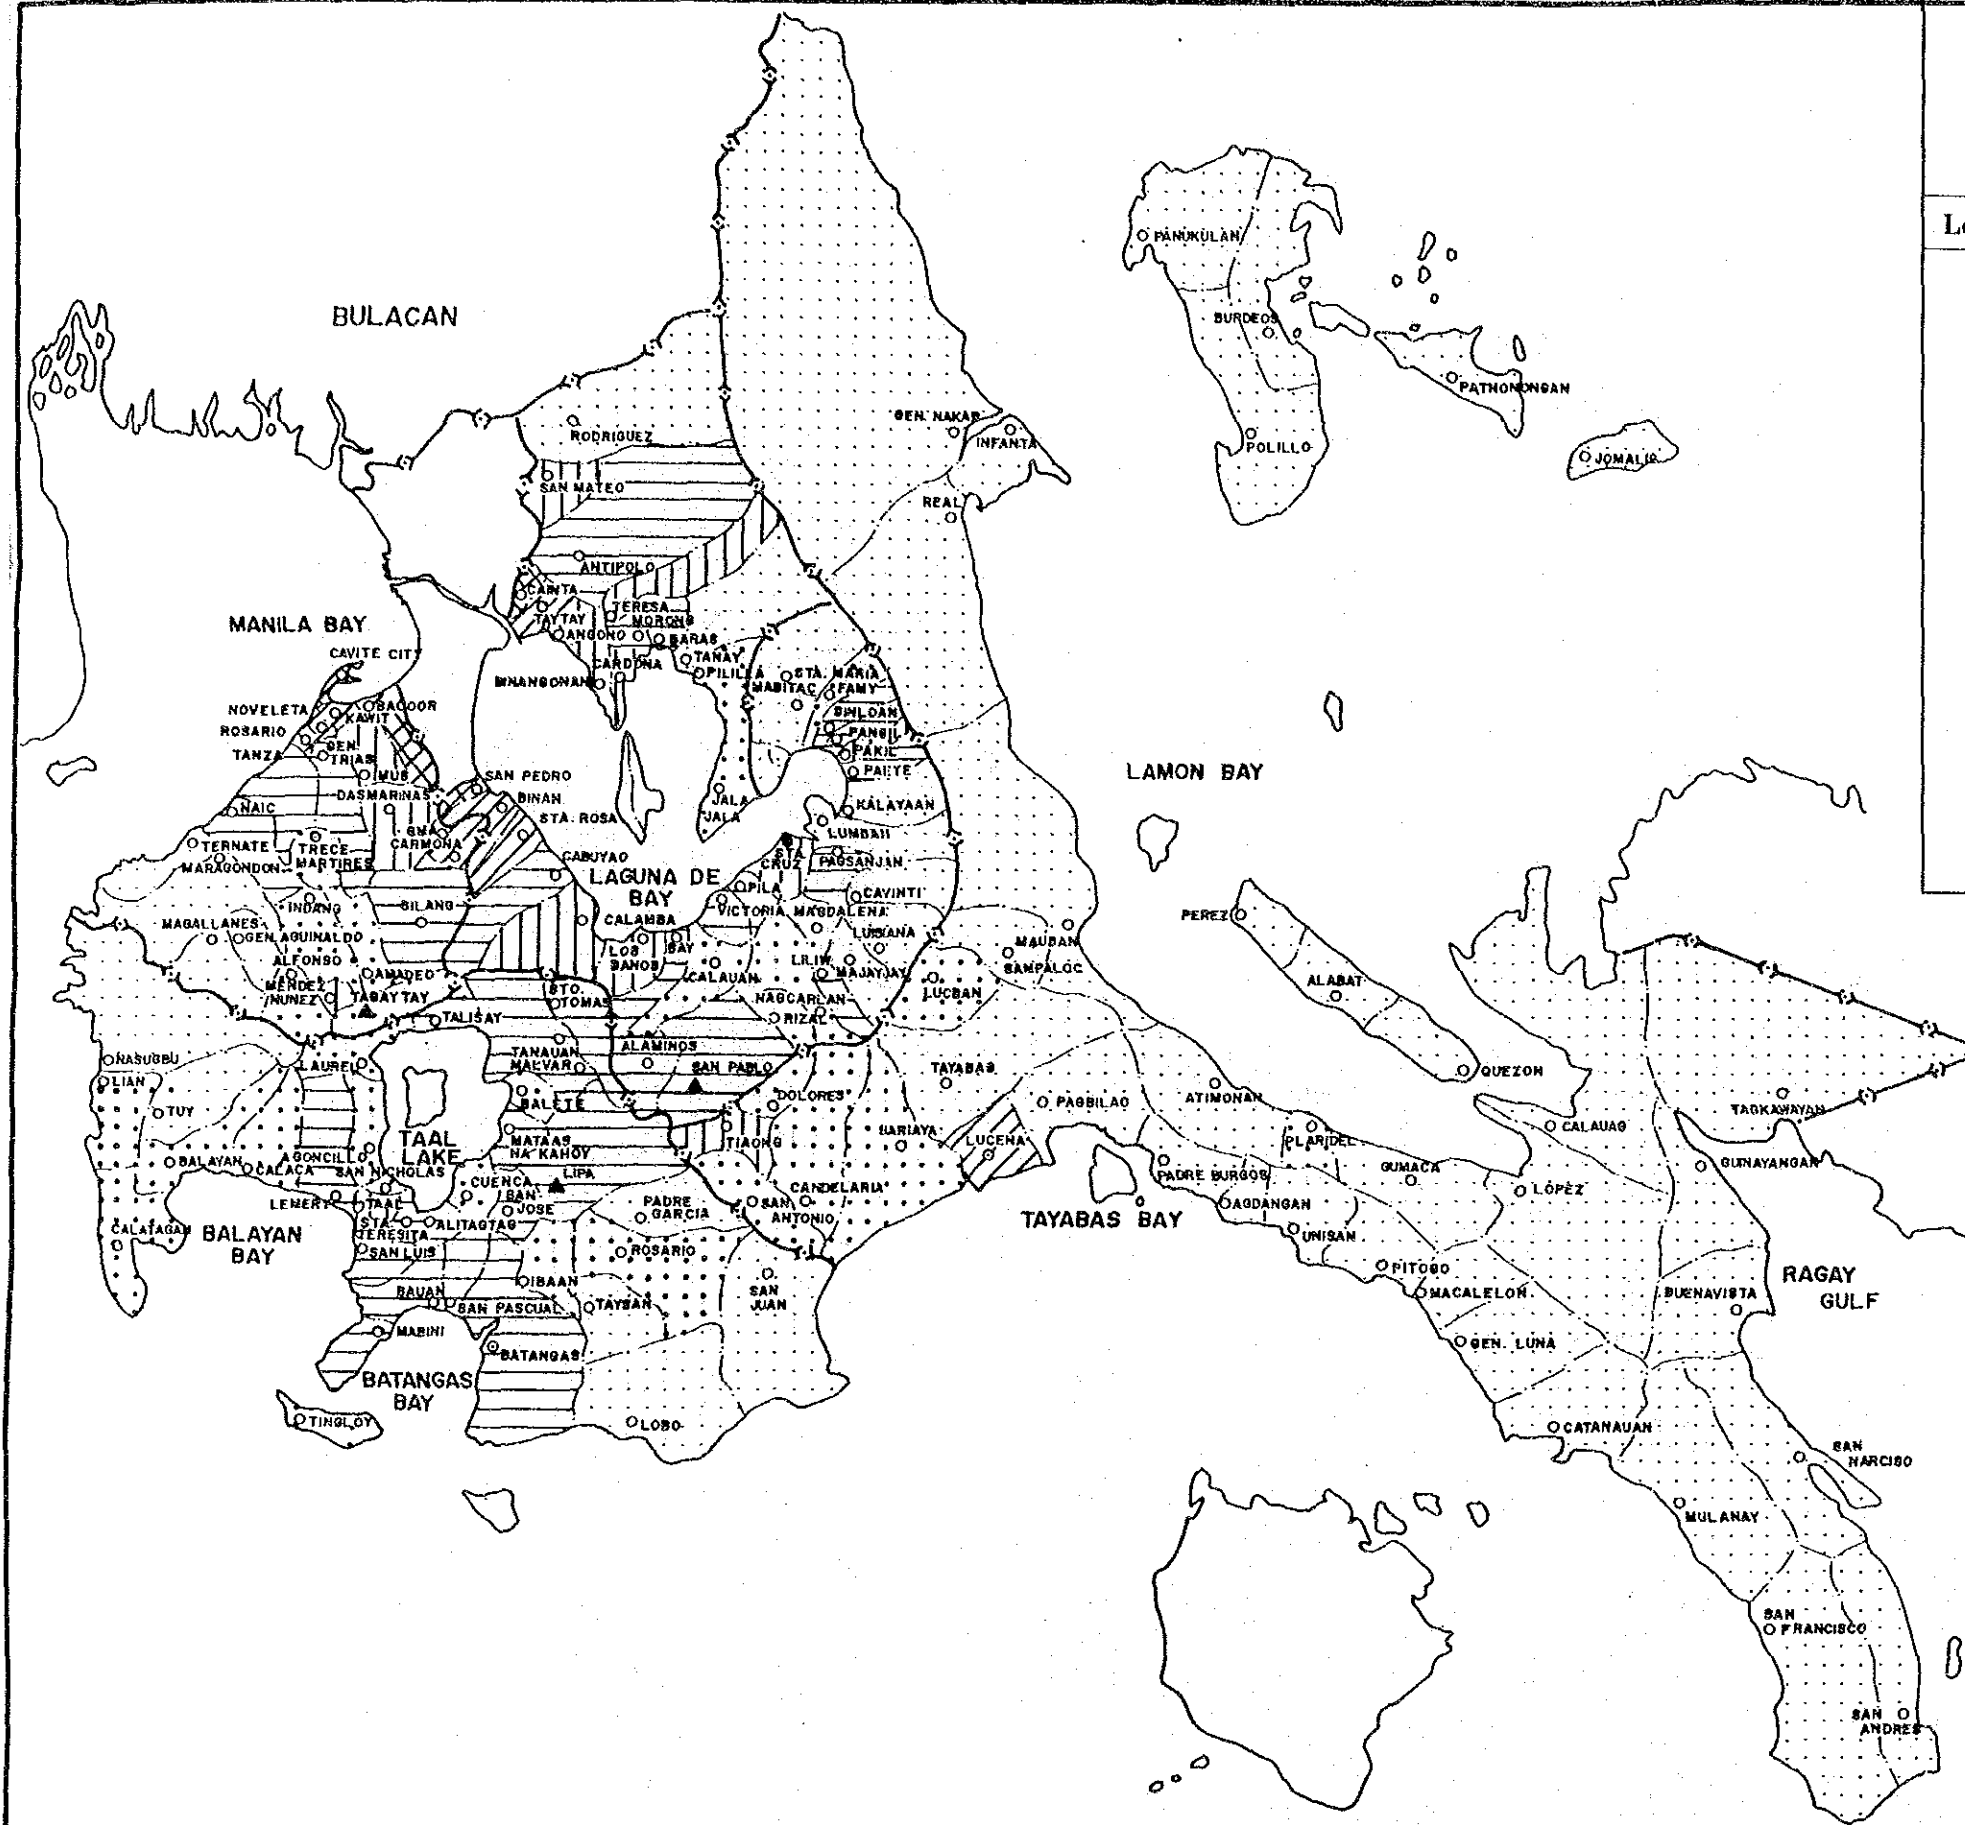 BULACAN
PANUKULAN
BURDEOS
PATNONONGAN
POLILLO
JOMALIG
GEN. NAKAR
INFANTA
REAL
RODRIGUEZ
SAN MATEO
ANTIPOLO
CAINTA
TAYTAY
TERESA
MORONG
ANGONO
BARAS
TANAY
CARDONA
PILILLA
BINANGONAN
STA. MARIA
MABITAC
FAMY
SINILOAN
PANGIL
PAKIL
PAETE
KALAYAAN
LUMBAN
JALA
JALA
MANILA BAY
CAVITE CITY
NOVELETA
BACOOR
KAWIT
ROSARIO
GEN.
TRIAS
TANZA
IMUS
DASMARINAS
NAIC
SAN PEDRO
BINAN
STA. ROSA
GMA
CARMONA
TERNATE
TRECE
MARTIRES
MARAGONDON
CABUYAO
LAGUNA DE
BAY
STA.
CRUZ
PAGSANJAN
PILA
CAVINTI
INDANG
SILANG
CALAMBA
VICTORIA
MAGDALENA
MAGALLANES
GEN. AGUINALDO
LOS
BANOS
BAY
LUISIANA
ALFONSO
AMADEO
CALAUAN
LILIW
MAJAYJAY
MENDEZ
NUNEZ
TAGAYTAY
STO.
TOMAS
NAGCARLAN
RIZAL
LUCBAN
SAMPALOC
MAUBAN
TALISAY
LAMON BAY
PEREZ
ALABAT
QUEZON
NASUGBU
LIAN
TUY
LAUREL
TANAUAN
MALVAR
ALAMINOS
SAN PABLO
BALETE
DOLORES
TAYABAS
PAGBILAO
ATIMONAN
TAGKAWAYAN
CALAUAG
TAAL
LAKE
MATAAS
NA KAHOY
TIAONG
SARIAYA
LUCENA
PLARIDEL
BALAYAN
CALACA
AGONCILLO
SAN NICHOLAS
LIPA
PADRE BURGOS
GUMACA
GUINAYANGAN
LEMERY
TAAL
CUENCA
SAN
JOSE
PADRE
GARCIA
CANDELARIA
SAN
ANTONIO
AGDANGAN
LÓPEZ
TAYABAS BAY
CALATAGAN
BALAYAN
BAY
STA.
TERESITA
ALITAGTAG
SAN LUIS
ROSARIO
UNISAN
PITOGO
IBAAN
BAUAN
SAN PASCUAL
TAYSAN
SAN
JUAN
MACALELON
BUENAVISTA
RAGAY
GULF
MABINI
BATANGAS
GEN. LUNA
BATANGAS
BAY
TINGLOY
LOBO
CATANAUAN
SAN
NARCISO
MULANAY
SAN
FRANCISCO
SAN
ANDRES